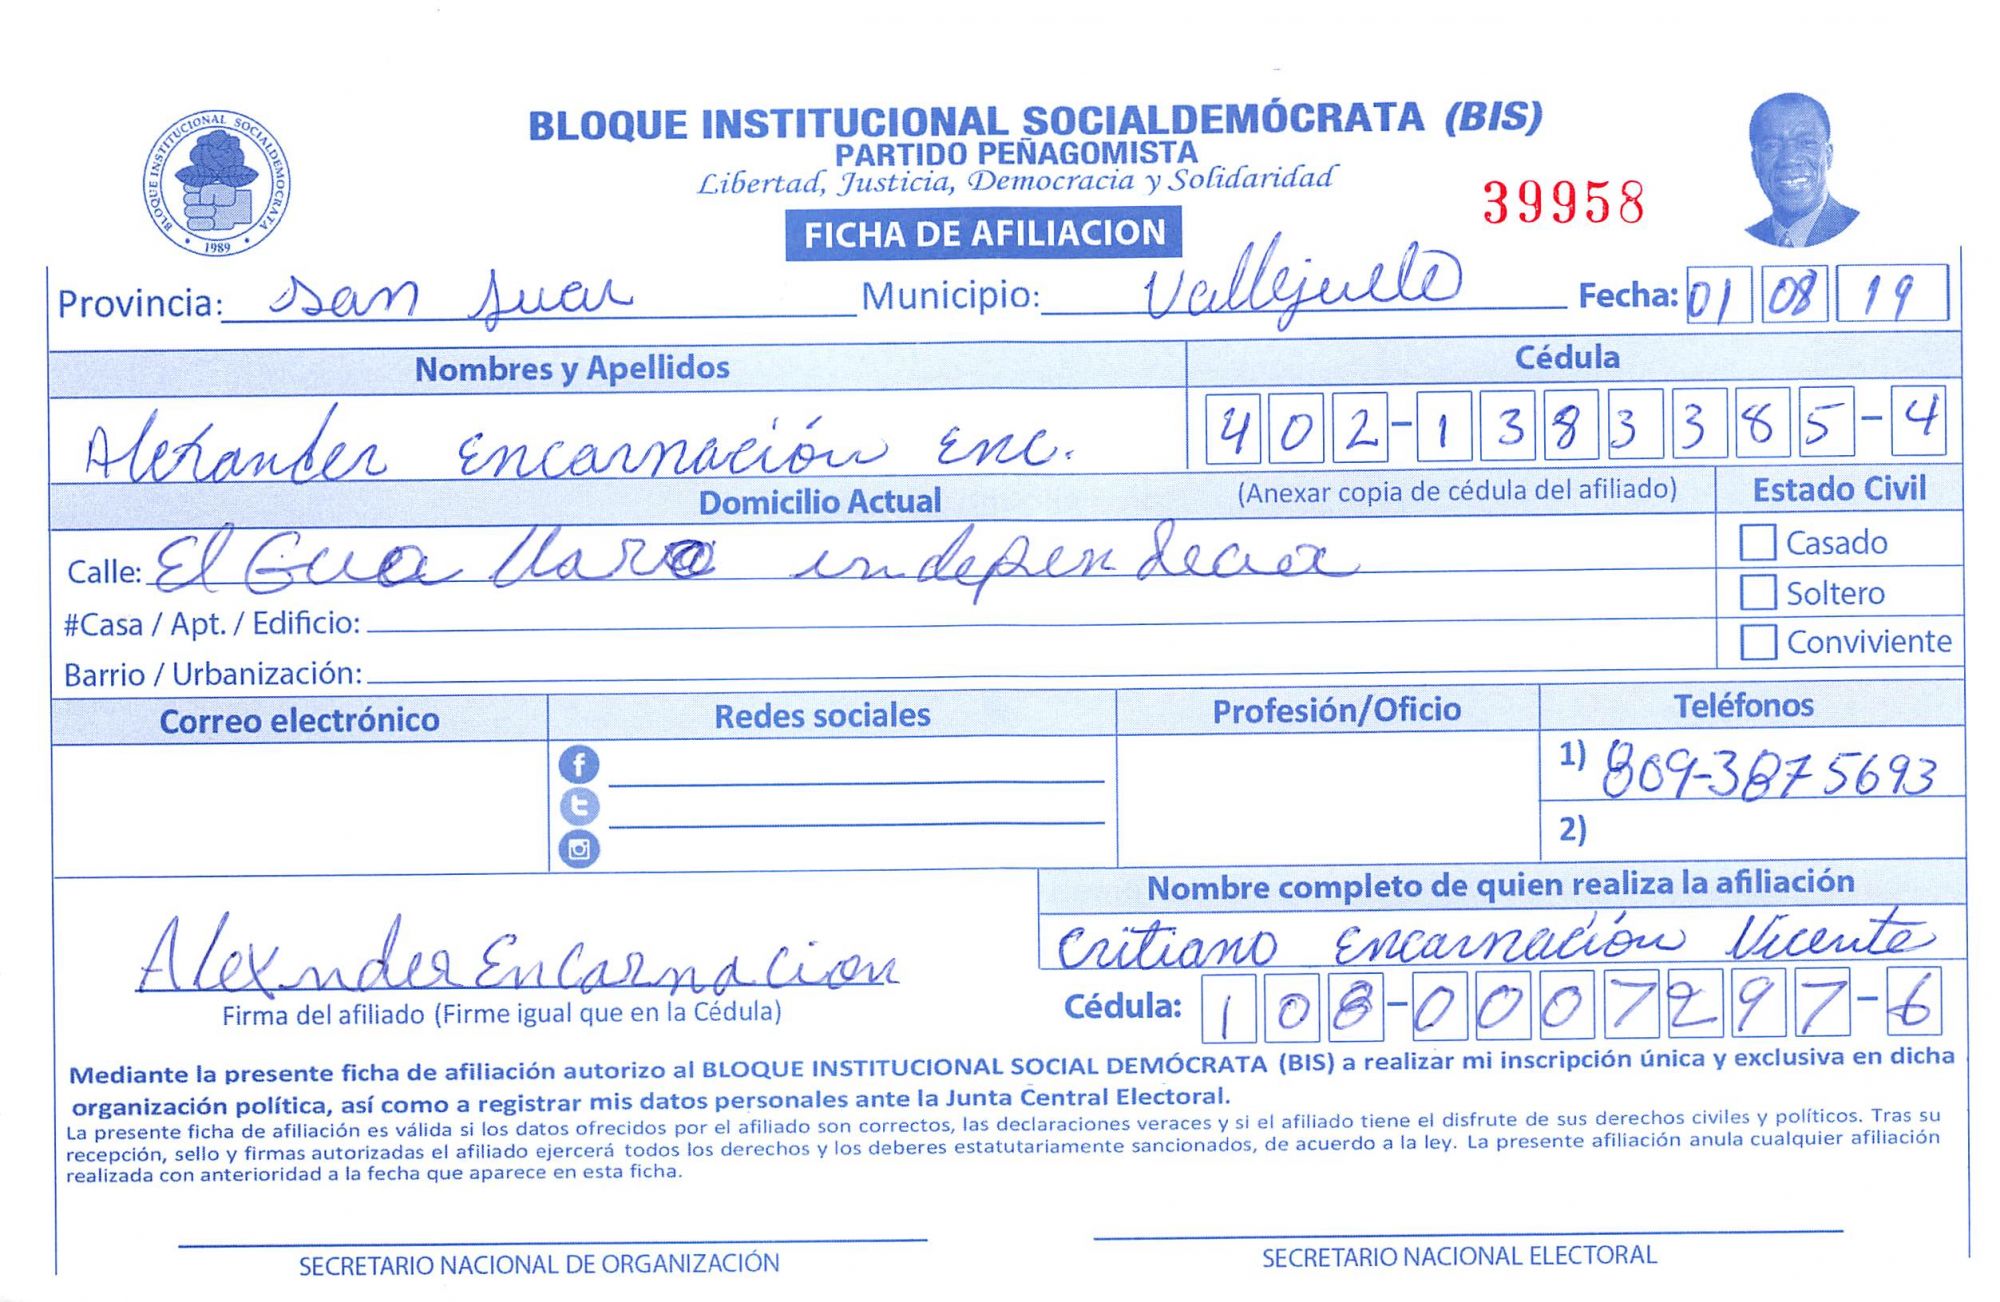 BLOQUE INSTITUCIONAL SOCIALDEMÓCRATA (BIS)
PARTIDO PEÑAGOMISTA
Libertad, Justicia, Democracia y Solidaridad
BLOQUE INSTITUCIONAL SOCIALDEMOCRATA
1989
39958
FICHA DE AFILIACION
Provincia: san Juan Municipio: Vallejuelo Fecha: 01 08 19
Nombres y Apellidos Cédula
Alexander Encarnación Enc. 402-1383385-4
Domicilio Actual (Anexar copia de cédula del afiliado) Estado Civil
Calle: El independecia
Casado
Soltero
#Casa / Apt. / Edificio:
Conviviente
Barrio / Urbanización:
Correo electrónico Redes sociales Profesión/Oficio Teléfonos
1) 809-3875693
2)
Nombre completo de quien realiza la afiliación
Critiano Encarnación Vicente
Alexnder Encarnacion
Firma del afiliado (Firme igual que en la Cédula) Cédula: 108-0007297-6
Mediante la presente ficha de afiliación autorizo al BLOQUE INSTITUCIONAL SOCIAL DEMÓCRATA (BIS) a realizar mi inscripción única y exclusiva en dicha
organización política, así como a registrar mis datos personales ante la Junta Central Electoral.
La presente ficha de afiliación es válida si los datos ofrecidos por el afiliado son correctos, las declaraciones veraces y si el afiliado tiene el disfrute de sus derechos civiles y políticos. Tras su
recepción, sello y firmas autorizadas el afiliado ejercerá todos los derechos y los deberes estatutariamente sancionados, de acuerdo a la ley. La presente afiliación anula cualquier afiliación
realizada con anterioridad a la fecha que aparece en esta ficha.
SECRETARIO NACIONAL DE ORGANIZACIÓN SECRETARIO NACIONAL ELECTORAL